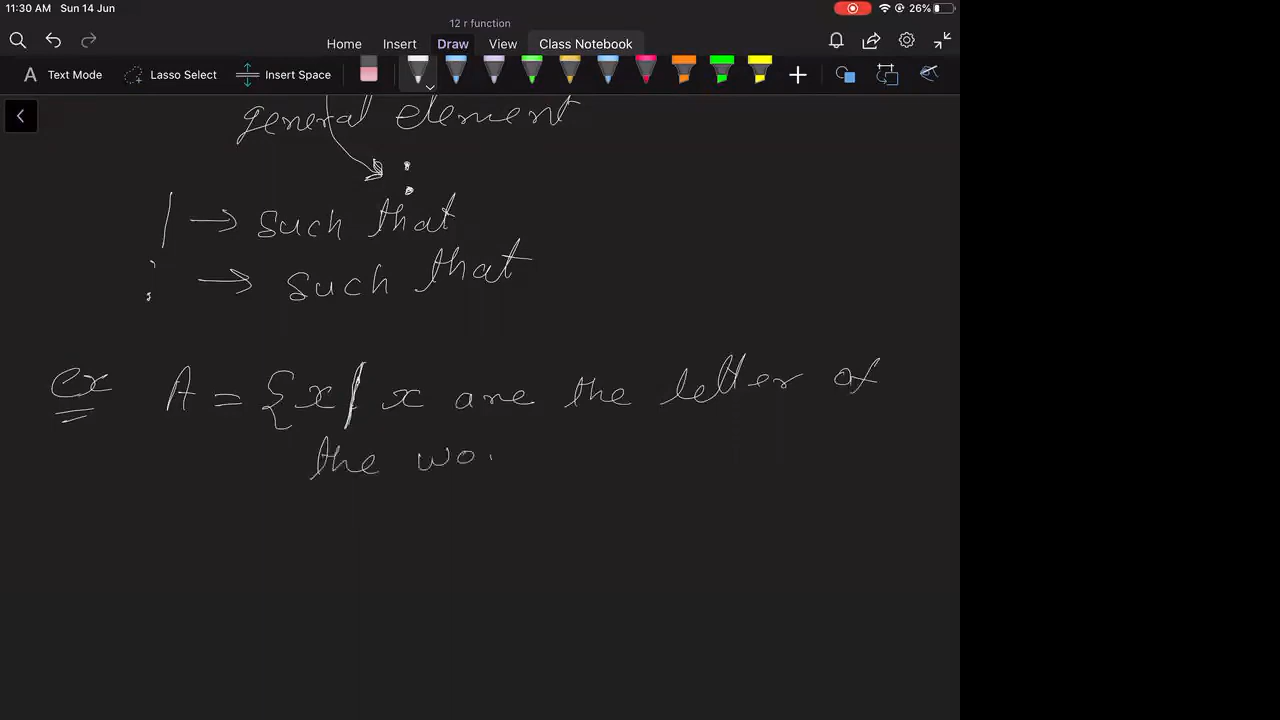 11:30 AM Sun 14 Jun
26%
12 r function
Home Insert Draw View Class Notebook
A Text Mode Lasso Select Insert Space
general element
| → such that
: → such that
ex A = {x | x are the letter of
the wo